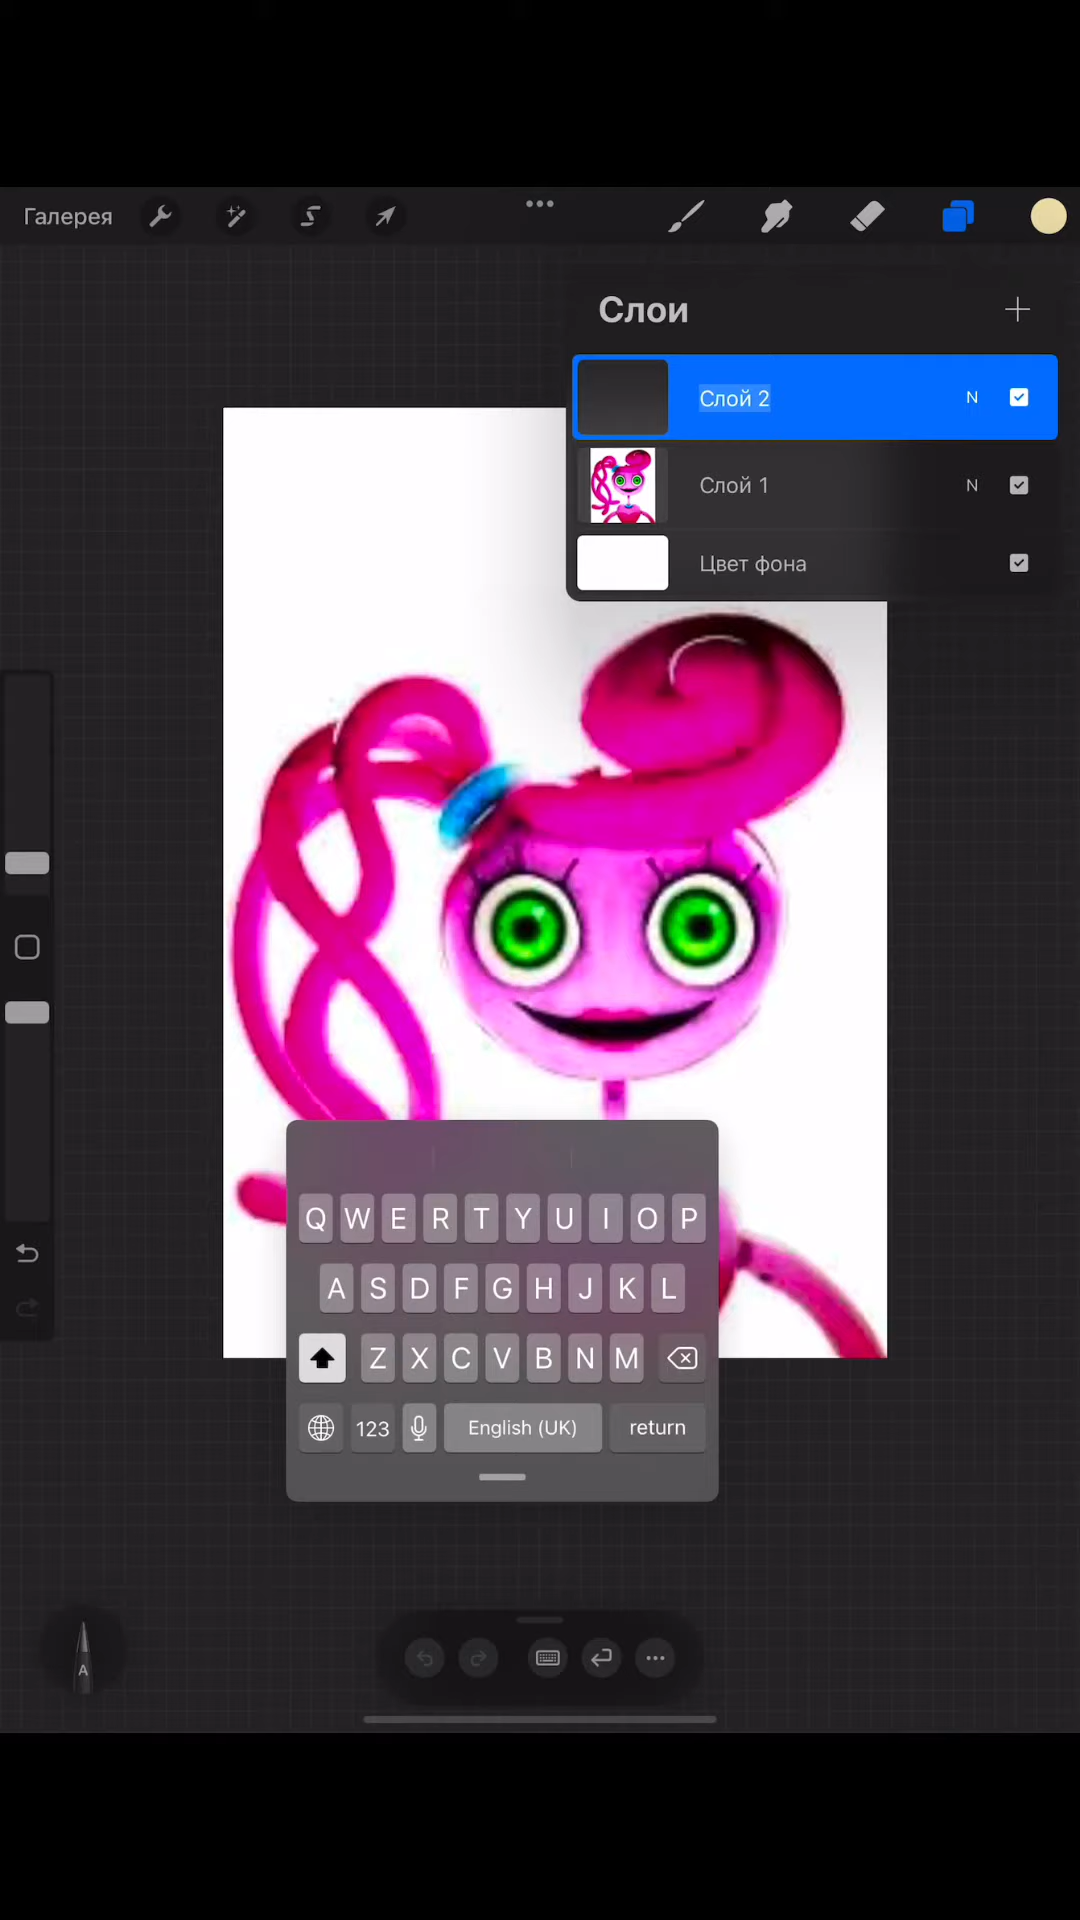 Галерея
Слои
Слой 2 N
Слой 1 N
Цвет фона
Q W E R T Y U I O P
A S D F G H J K L
Z X C V B N M
123 English (UK) return
A